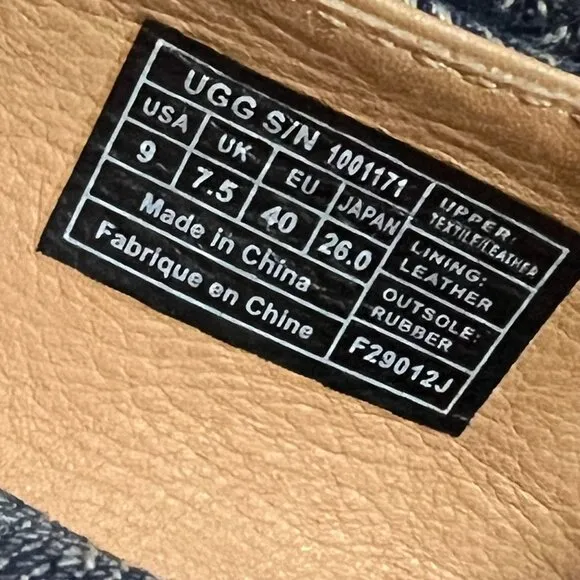 UGG S/N 1001171
USA UK EU JAPAN
9 7.5 40 26.0
Made in China
Fabrique en Chine
UPPER:
TEXTILE/LEATHER
LINING:
LEATHER
OUTSOLE:
RUBBER
F29012J